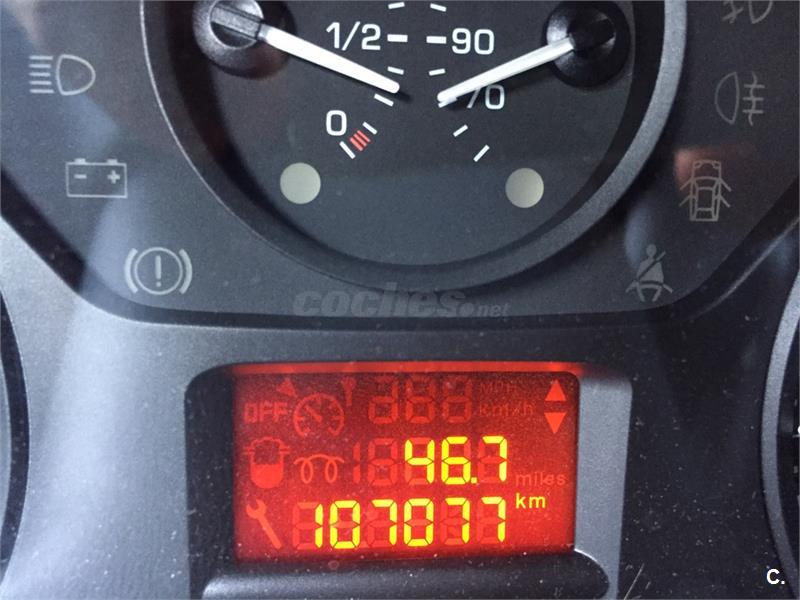 1/2 90
0 70
coches.net
MPH
OFF km/h
46.7
miles
107077 km
C.